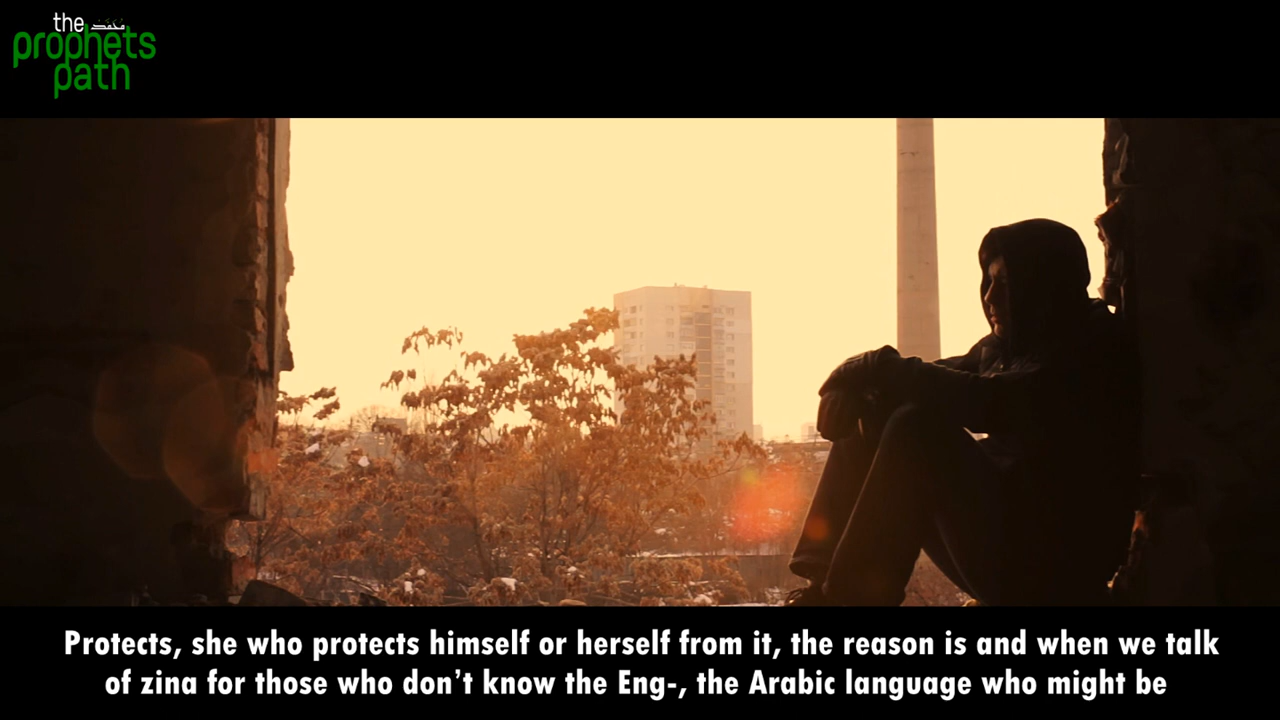 the محمد
prophets
path
Protects, she who protects himself or herself from it, the reason is and when we talk
of zina for those who don't know the Eng-, the Arabic language who might be